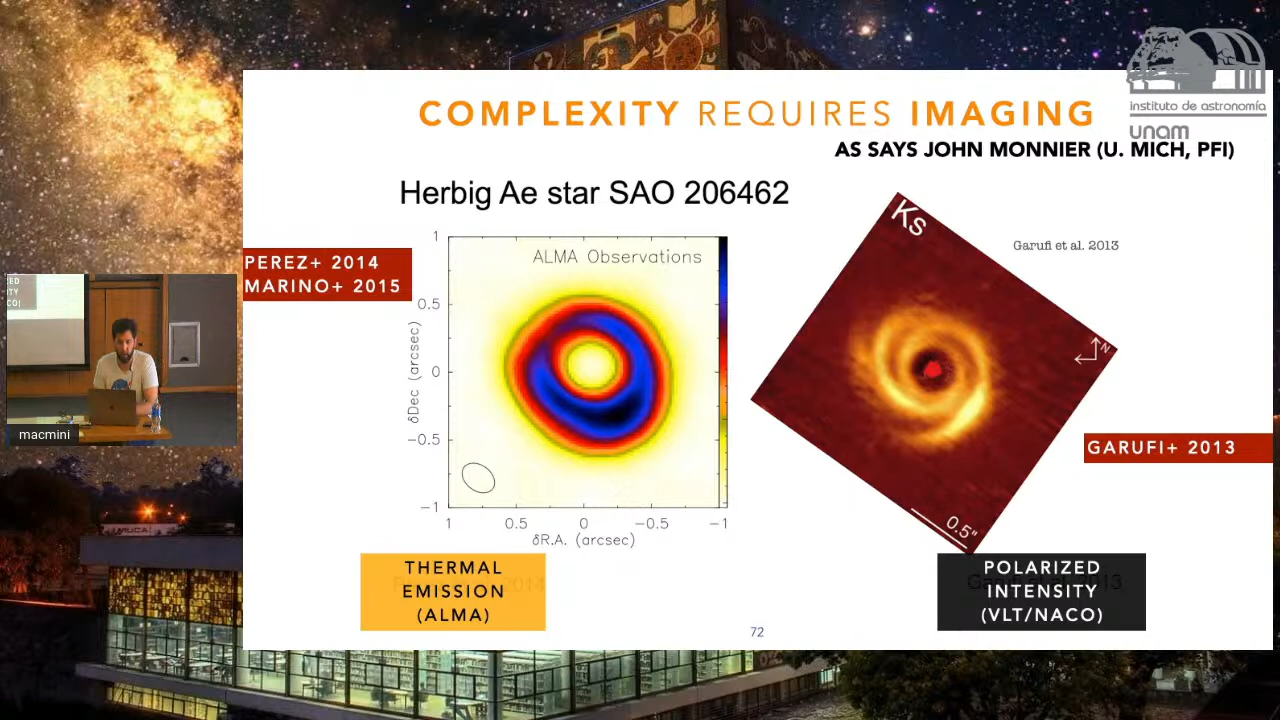 COMPLEXITY REQUIRES IMAGING
instituto de astronomía
unam
AS SAYS JOHN MONNIER (U. MICH, PFI)
Herbig Ae star SAO 206462
PEREZ+ 2014
MARINO+ 2015
ALMA Observations
1
0.5
0
−0.5
−1
δDec (arcsec)
1
0.5
0
−0.5
−1
δR.A. (arcsec)
Ks
Garufi et al. 2013
N
0.5"
GARUFI+ 2013
THERMAL
EMISSION
(ALMA)
POLARIZED
INTENSITY
(VLT/NACO)
72
macmini